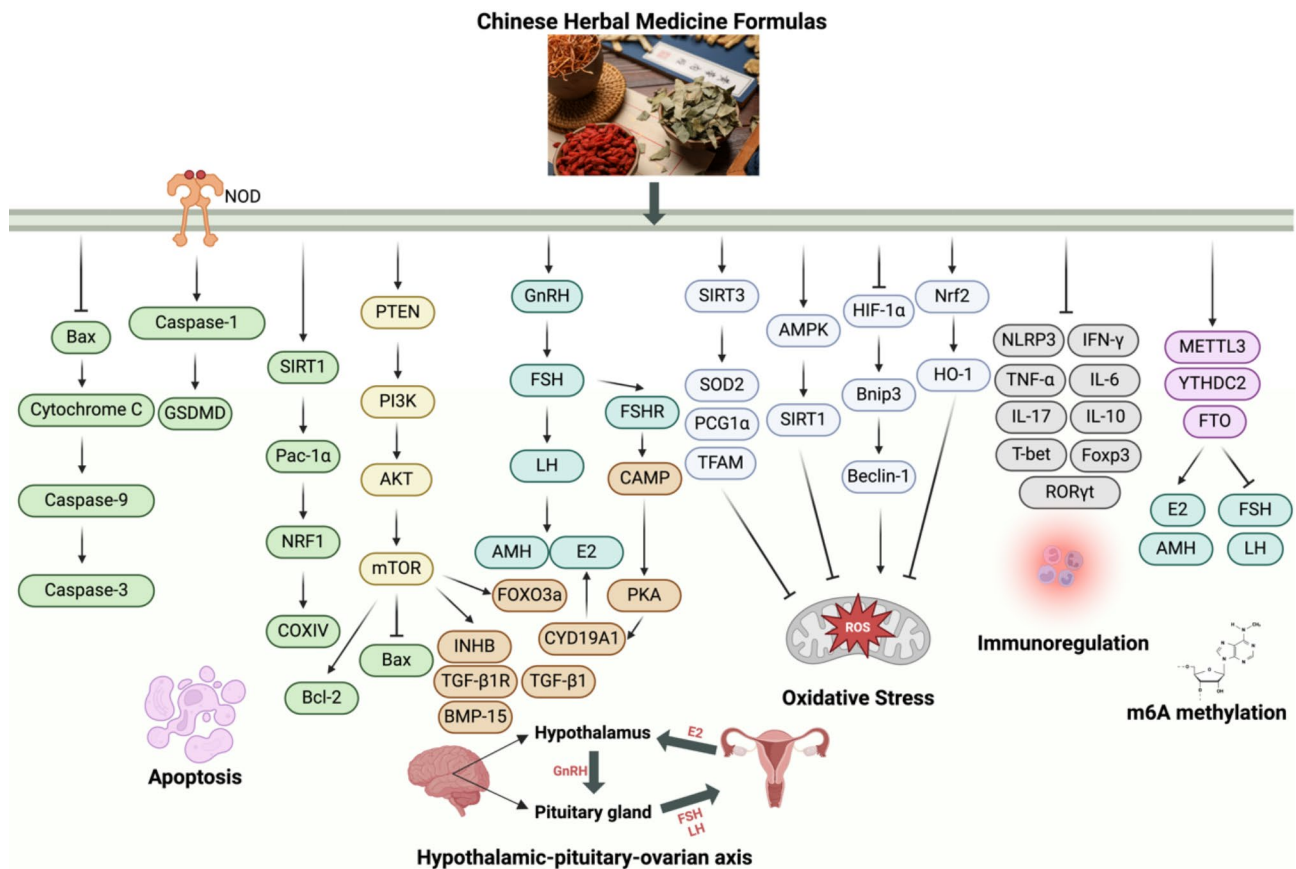 Chinese Herbal Medicine Formulas
NOD
Bax
Cytochrome C
Caspase-9
Caspase-3
Caspase-1
GSDMD
SIRT1
Pac-1α
NRF1
COXIV
PTEN
PI3K
AKT
mTOR
Bcl-2
Bax
INHB
TGF-β1R
TGF-β1
BMP-15
FOXO3a
GnRH
FSH
LH
AMH
E2
FSHR
CAMP
PKA
CYD19A1
SIRT3
SOD2
PCG1α
TFAM
AMPK
SIRT1
HIF-1α
Bnip3
Beclin-1
Nrf2
HO-1
ROS
NLRP3
IFN-γ
TNF-α
IL-6
IL-17
IL-10
T-bet
Foxp3
RORγt
METTL3
YTHDC2
FTO
E2
AMH
FSH
LH
Apoptosis
Hypothalamus
GnRH
Pituitary gland
E2
FSH
LH
Hypothalamic-pituitary-ovarian axis
Oxidative Stress
Immunoregulation
H
N
CH₃
N
N
N
N
O
O
O
OH
m6A methylation